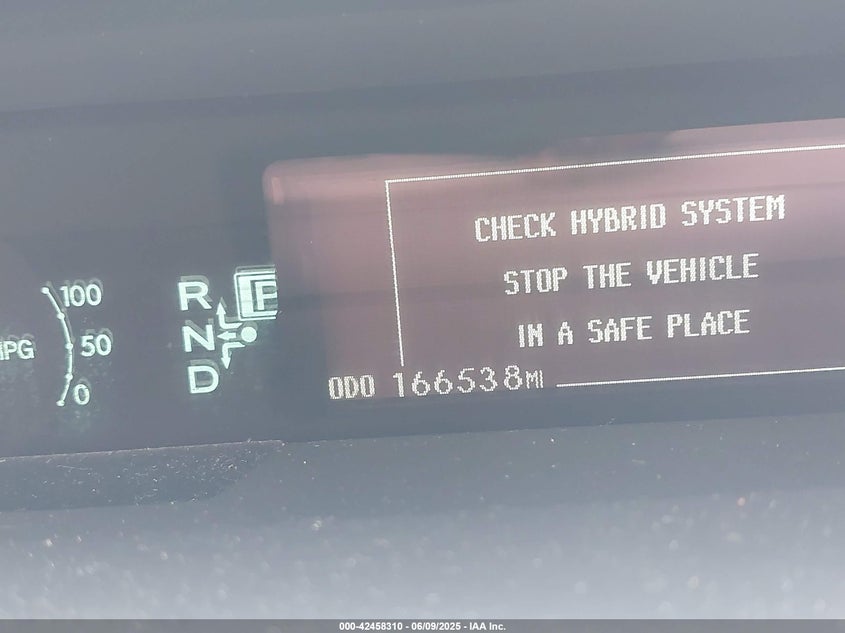 CHECK HYBRID SYSTEM
STOP THE VEHICLE
IN A SAFE PLACE
ODO 166538MI
100
50
0
R
N
D
P
000-42458310 - 06/09/2025 - IAA Inc.